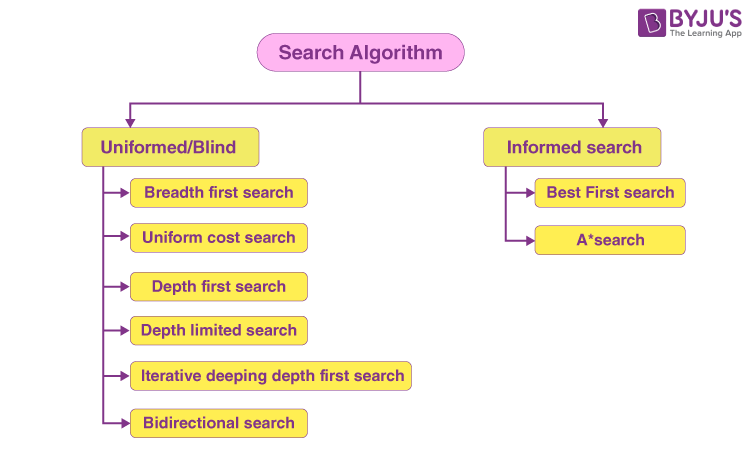 BYJU'S
The Learning App
Search Algorithm
Uniformed/Blind
Breadth first search
Uniform cost search
Depth first search
Depth limited search
Iterative deeping depth first search
Bidirectional search
Informed search
Best First search
A*search